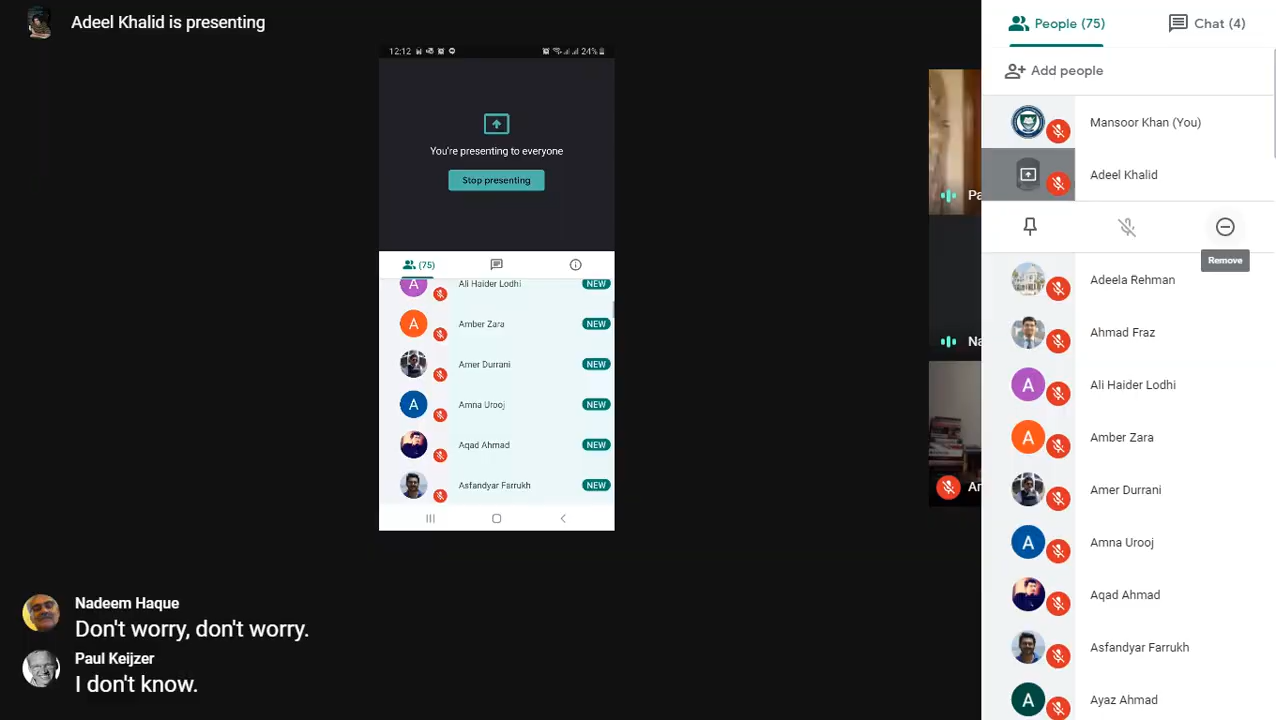 Adeel Khalid is presenting
12:12
24%
You're presenting to everyone
Stop presenting
(75)
Ali Haider Lodhi
NEW
A
Amber Zara
NEW
Amer Durrani
NEW
A
Amna Urooj
NEW
Aqad Ahmad
NEW
Asfandyar Farrukh
NEW
Nadeem Haque
Don't worry, don't worry.
Paul Keijzer
I don't know.
Pa
Na
Ar
People (75)
Chat (4)
Add people
Mansoor Khan (You)
Adeel Khalid
Remove
Adeela Rehman
Ahmad Fraz
A
Ali Haider Lodhi
A
Amber Zara
Amer Durrani
A
Amna Urooj
Aqad Ahmad
Asfandyar Farrukh
A
Ayaz Ahmad